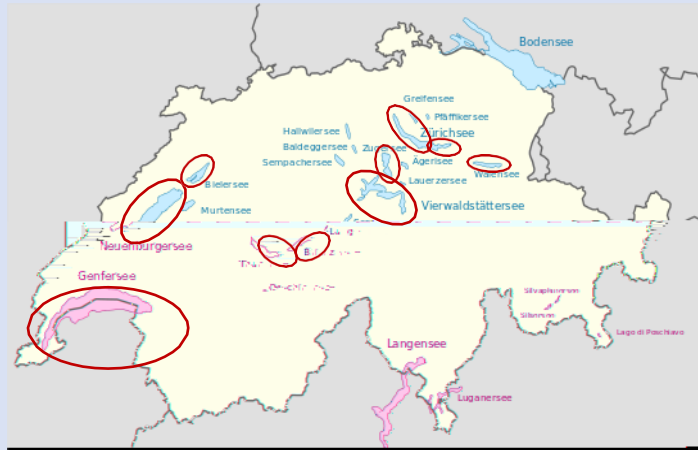 Bodensee
Greifensee
Pfäffikersee
Zürichsee
Hallwilersee
Baldeggersee
Sempachersee
Ägerisee
Walensee
Lauerzersee
Bielersee
Murtensee
Vierwaldstättersee
Neuenburgersee
Genfersee
Silvaplanersee
Silsersee
Lago di Poschiavo
Langensee
Luganersee